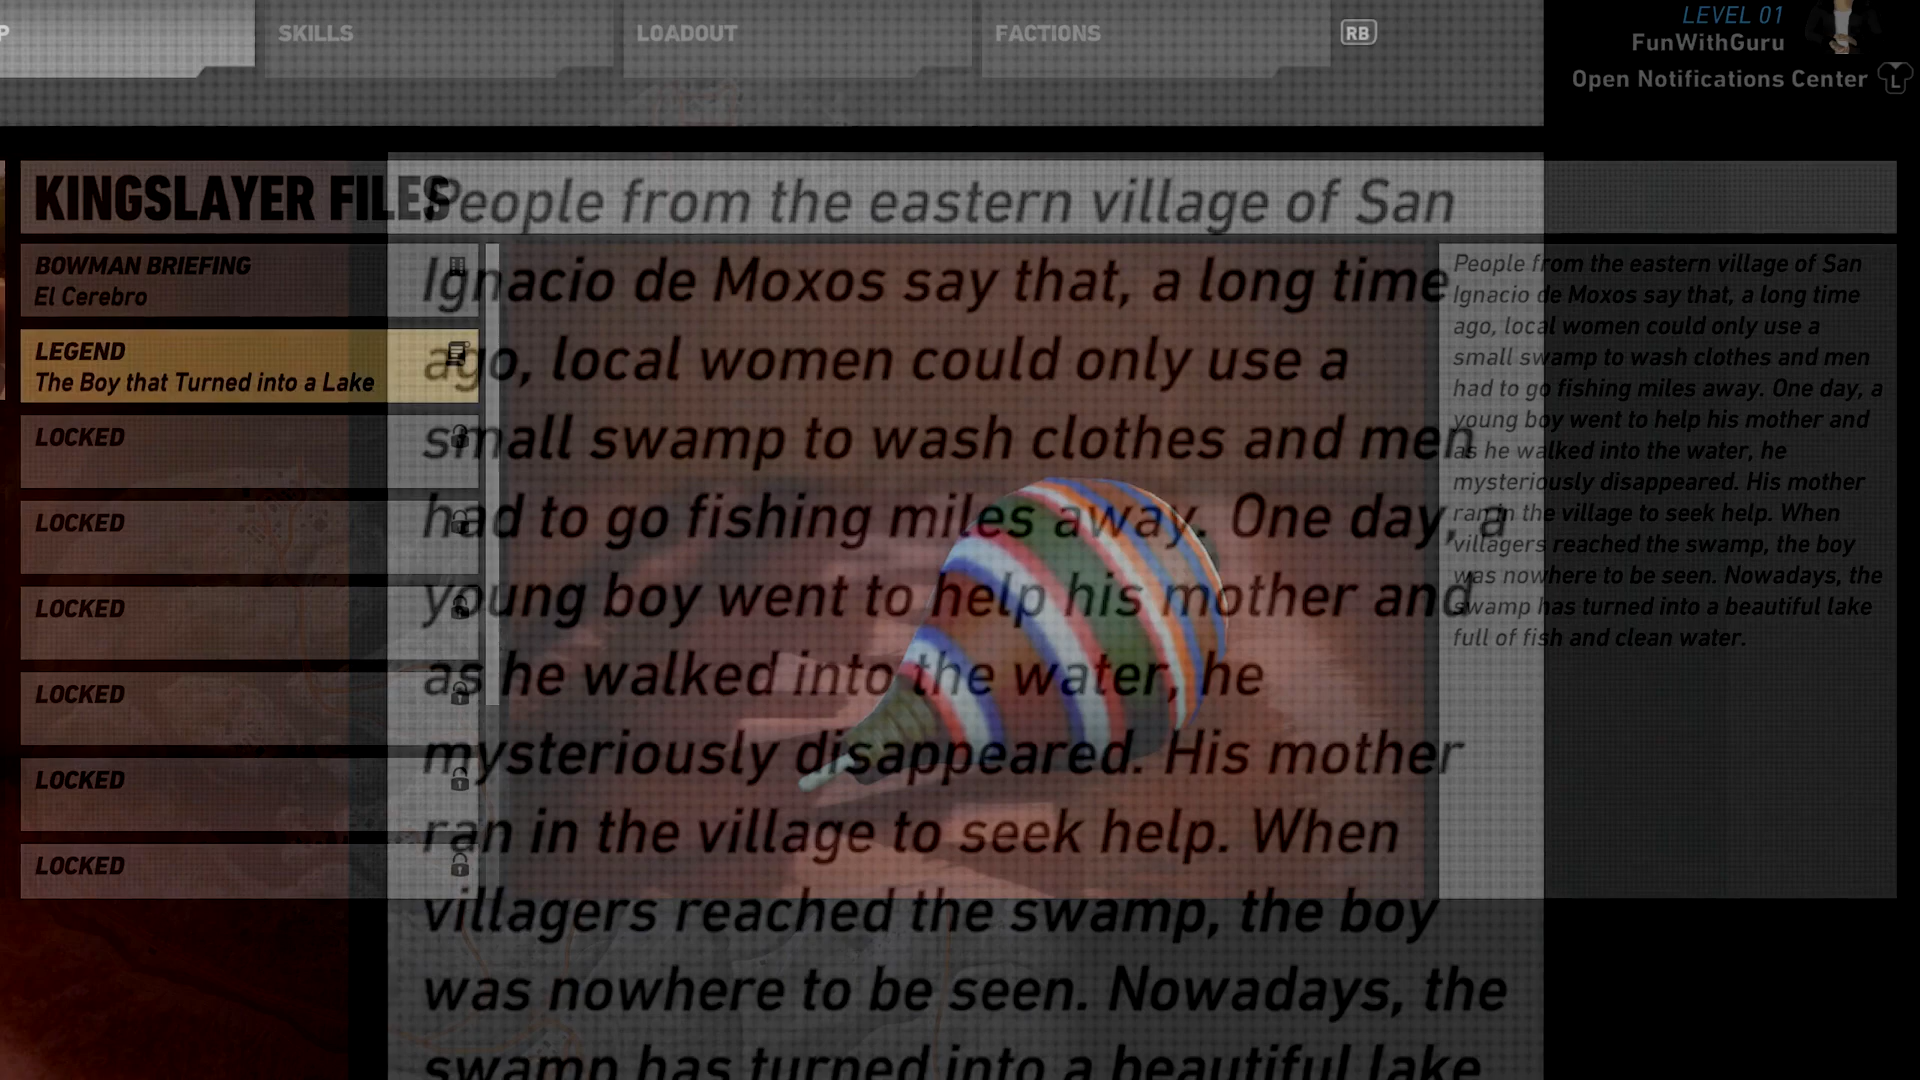 P
SKILLS
LOADOUT
FACTIONS
RB
LEVEL 01
FunWithGuru
Open Notifications Center
L
KINGSLAYER FILES
BOWMAN BRIEFING
El Cerebro
LEGEND
The Boy that Turned into a Lake
LOCKED
LOCKED
LOCKED
LOCKED
LOCKED
LOCKED
People from the eastern village of San
Ignacio de Moxos say that, a long time
ago, local women could only use a
small swamp to wash clothes and men
had to go fishing miles away. One day, a
young boy went to help his mother and
as he walked into the water, he
mysteriously disappeared. His mother
ran in the village to seek help. When
villagers reached the swamp, the boy
was nowhere to be seen. Nowadays, the
swamp has turned into a beautiful lake
People from the eastern village of San
Ignacio de Moxos say that, a long time
ago, local women could only use a
small swamp to wash clothes and men
had to go fishing miles away. One day, a
young boy went to help his mother and
as he walked into the water, he
mysteriously disappeared. His mother
ran in the village to seek help. When
villagers reached the swamp, the boy
was nowhere to be seen. Nowadays, the
swamp has turned into a beautiful lake
full of fish and clean water.